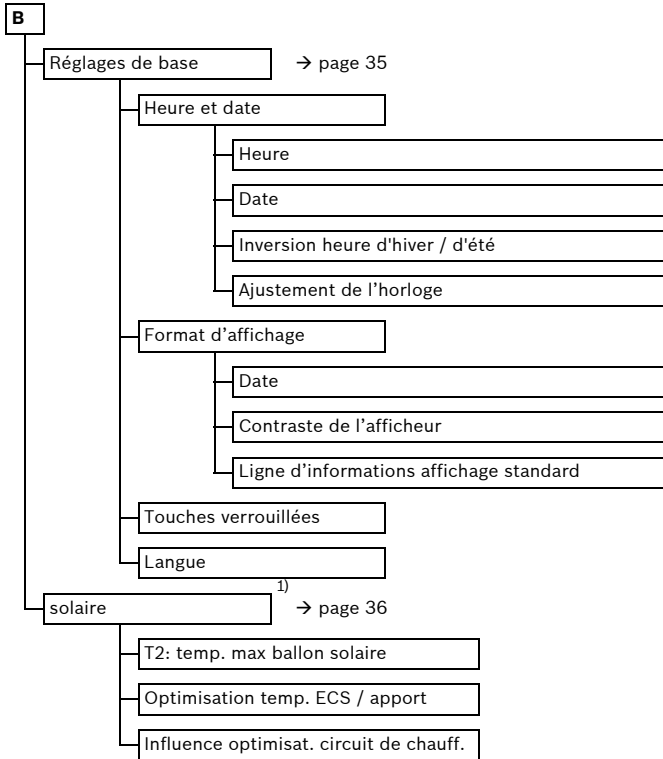 B
Réglages de base → page 35
Heure et date
Heure
Date
Inversion heure d'hiver / d'été
Ajustement de l’horloge
Format d’affichage
Date
Contraste de l’afficheur
Ligne d’informations affichage standard
Touches verrouillées
Langue
solaire 1) → page 36
T2: temp. max ballon solaire
Optimisation temp. ECS / apport
Influence optimisat. circuit de chauff.